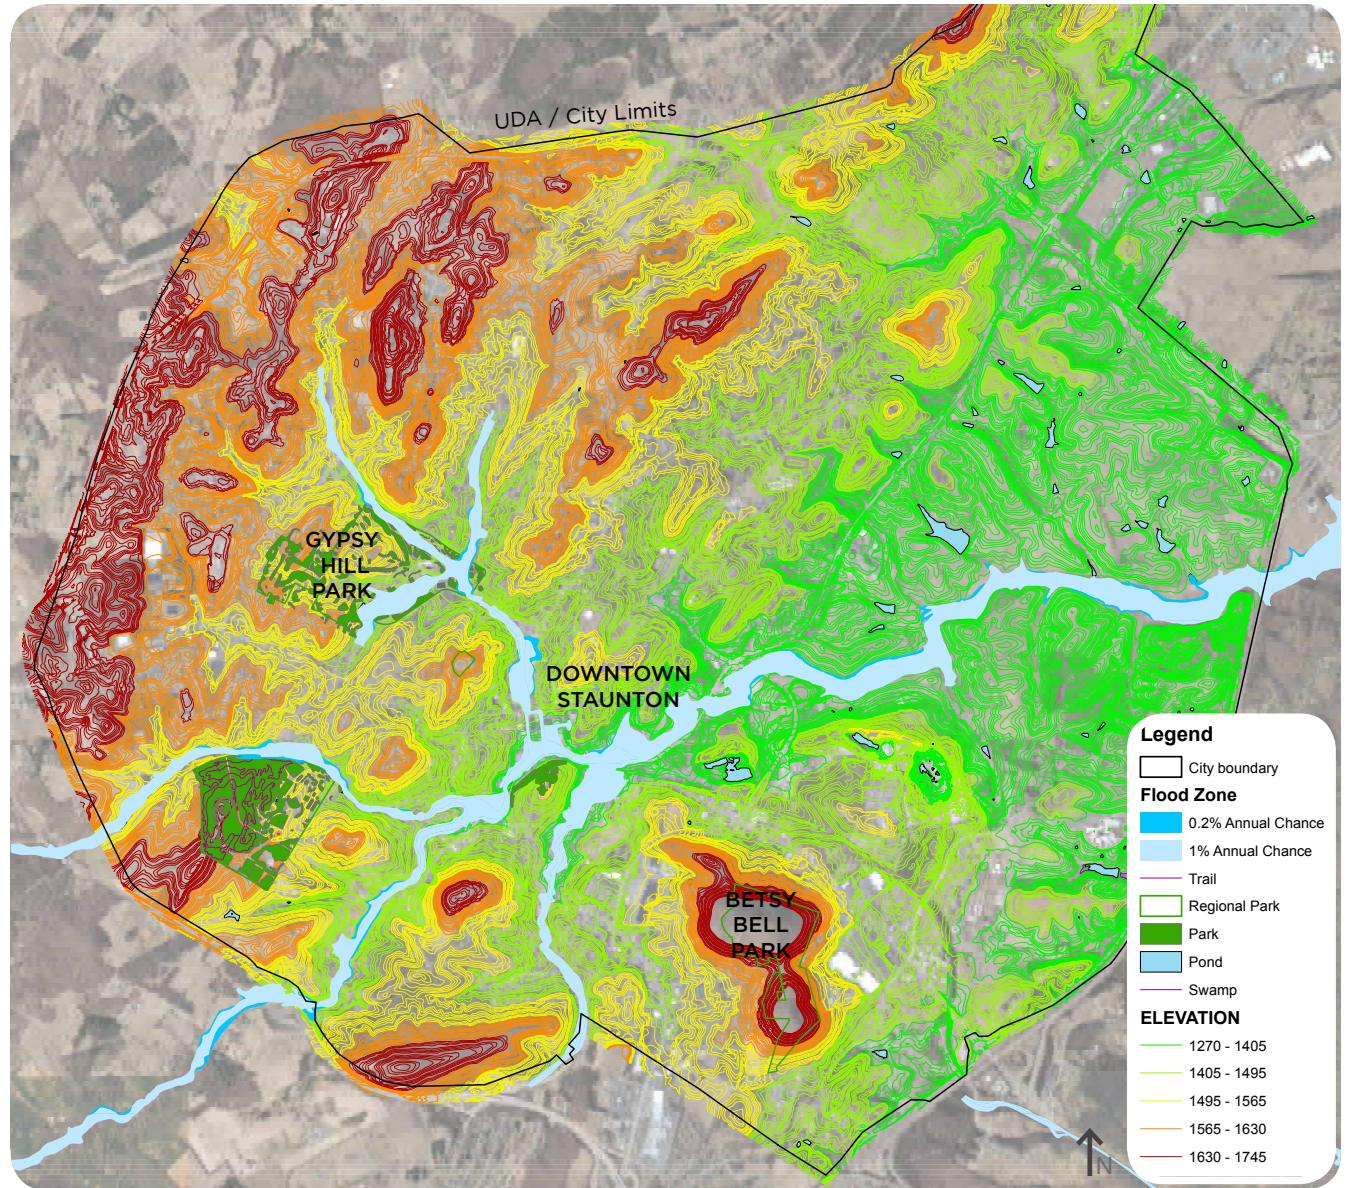 UDA / City Limits
GYPSY
HILL
PARK
DOWNTOWN
STAUNTON
BETSY
BELL
PARK
Legend
City boundary
Flood Zone
0.2% Annual Chance
1% Annual Chance
Trail
Regional Park
Park
Pond
Swamp
ELEVATION
1270 - 1405
1405 - 1495
1495 - 1565
1565 - 1630
1630 - 1745
N